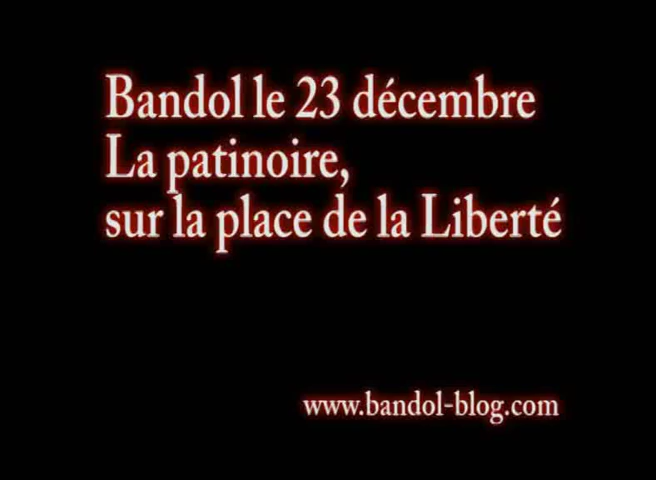 Bandol le 23 décembre
La patinoire,
sur la place de la Liberté
www.bandol-blog.com